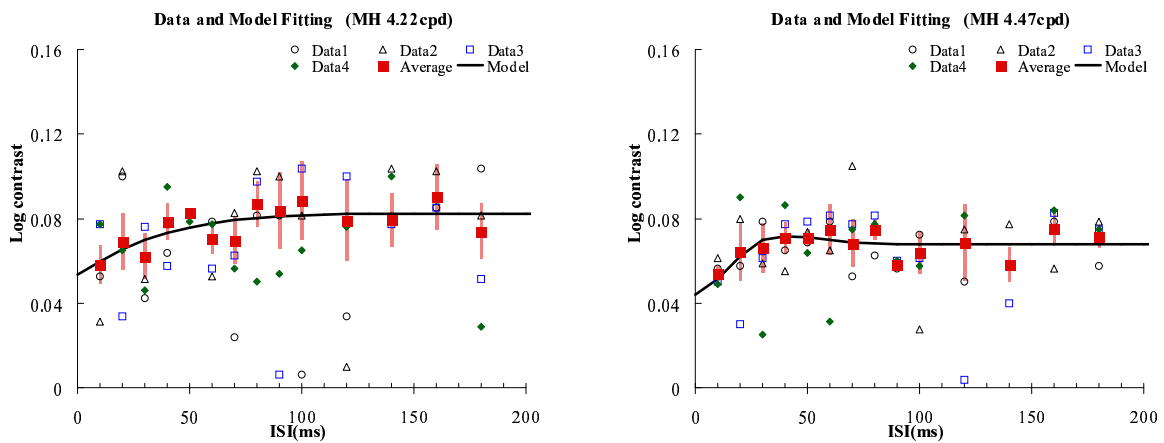 Data and Model Fitting (MH 4.22cpd)
0.16
Data1 Data2 Data3
Data4 Average Model
0.12
0.08
0.04
0
Log contrast
0 50 100 150 200
ISI(ms)
Data and Model Fitting (MH 4.47cpd)
0.16
Data1 Data2 Data3
Data4 Average Model
0.12
0.08
0.04
0
Log contrast
0 50 100 150 200
ISI(ms)